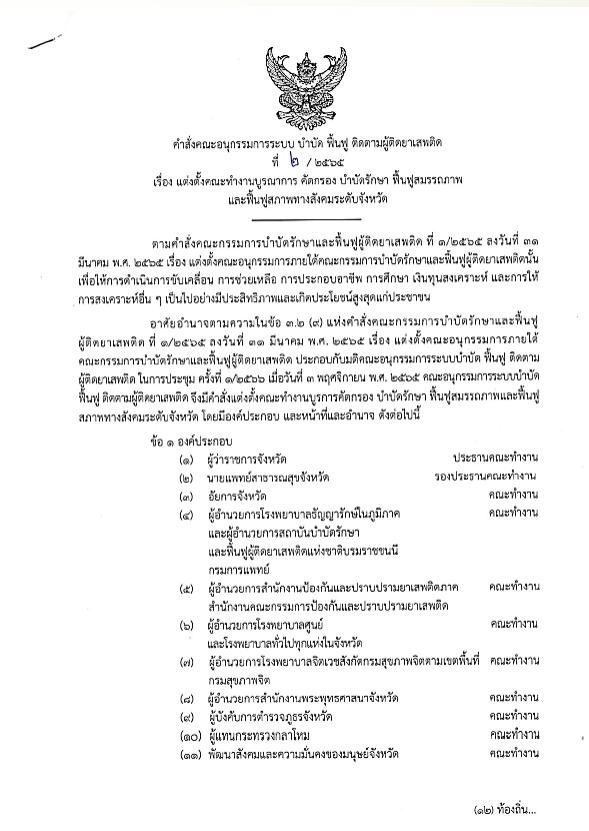 คำสั่งคณะอนุกรรมการระบบ บำบัด ฟื้นฟู ติดตามผู้ติดยาเสพติด
ที่ ๒ / ๒๕๖๕
เรื่อง แต่งตั้งคณะทำงานบูรณาการ คัดกรอง บำบัดรักษา ฟื้นฟูสมรรถภาพ
และฟื้นฟูสภาพทางสังคมระดับจังหวัด
ตามคำสั่งคณะกรรมการบำบัดรักษาและฟื้นฟูผู้ติดยาเสพติด ที่ ๑/๒๕๖๕ ลงวันที่ ๓๑
มีนาคม พ.ศ. ๒๕๖๕ เรื่อง แต่งตั้งคณะอนุกรรมการภายใต้คณะกรรมการบำบัดรักษาและฟื้นฟูผู้ติดยาเสพติดนั้น
เพื่อให้การดำเนินการขับเคลื่อน การช่วยเหลือ การประกอบอาชีพ การศึกษา เงินทุนสงเคราะห์ และการให้
การสงเคราะห์อื่น ๆ เป็นไปอย่างมีประสิทธิภาพและเกิดประโยชน์สูงสุดแก่ประชาชน
อาศัยอำนาจตามความในข้อ ๓.๒ (๙) แห่งคำสั่งคณะกรรมการบำบัดรักษาและฟื้นฟู
ผู้ติดยาเสพติด ที่ ๑/๒๕๖๕ ลงวันที่ ๓๑ มีนาคม พ.ศ. ๒๕๖๕ เรื่อง แต่งตั้งคณะอนุกรรมการภายใต้
คณะกรรมการบำบัดรักษาและฟื้นฟูผู้ติดยาเสพติด ประกอบกับมติคณะอนุกรรมการระบบบำบัด ฟื้นฟู ติดตาม
ผู้ติดยาเสพติด ในการประชุม ครั้งที่ ๑/๒๕๖๖ เมื่อวันที่ ๓ พฤศจิกายน พ.ศ. ๒๕๖๕ คณะอนุกรรมการระบบบำบัด
ฟื้นฟู ติดตามผู้ติดยาเสพติด จึงมีคำสั่งแต่งตั้งคณะทำงานบูรการคัดกรอง บำบัดรักษา ฟื้นฟูสมรรถภาพและฟื้นฟู
สภาพทางสังคมระดับจังหวัด โดยมีองค์ประกอบ และหน้าที่และอำนาจ ดังต่อไปนี้
ข้อ ๑ องค์ประกอบ
(๑) ผู้ว่าราชการจังหวัด ประธานคณะทำงาน
(๒) นายแพทย์สาธารณสุขจังหวัด รองประธานคณะทำงาน
(๓) อัยการจังหวัด คณะทำงาน
(๔) ผู้อำนวยการโรงพยาบาลธัญญารักษ์ในภูมิภาค คณะทำงาน
และผู้อำนวยการสถาบันบำบัดรักษา
และฟื้นฟูผู้ติดยาเสพติดแห่งชาติบรมราชชนนี
กรมการแพทย์
(๕) ผู้อำนวยการสำนักงานป้องกันและปราบปรามยาเสพติดภาค คณะทำงาน
สำนักงานคณะกรรมการป้องกันและปราบปรามยาเสพติด
(๖) ผู้อำนวยการโรงพยาบาลศูนย์ คณะทำงาน
และโรงพยาบาลทั่วไปทุกแห่งในจังหวัด
(๗) ผู้อำนวยการโรงพยาบาลจิตเวชสังกัดกรมสุขภาพจิตตามเขตพื้นที่ คณะทำงาน
กรมสุขภาพจิต
(๘) ผู้อำนวยการสำนักงานพระพุทธศาสนาจังหวัด คณะทำงาน
(๙) ผู้บังคับการตำรวจภูธรจังหวัด คณะทำงาน
(๑๐) ผู้แทนกระทรวงกลาโหม คณะทำงาน
(๑๑) พัฒนาสังคมและความมั่นคงของมนุษย์จังหวัด คณะทำงาน
(๑๒) ท้องถิ่น...